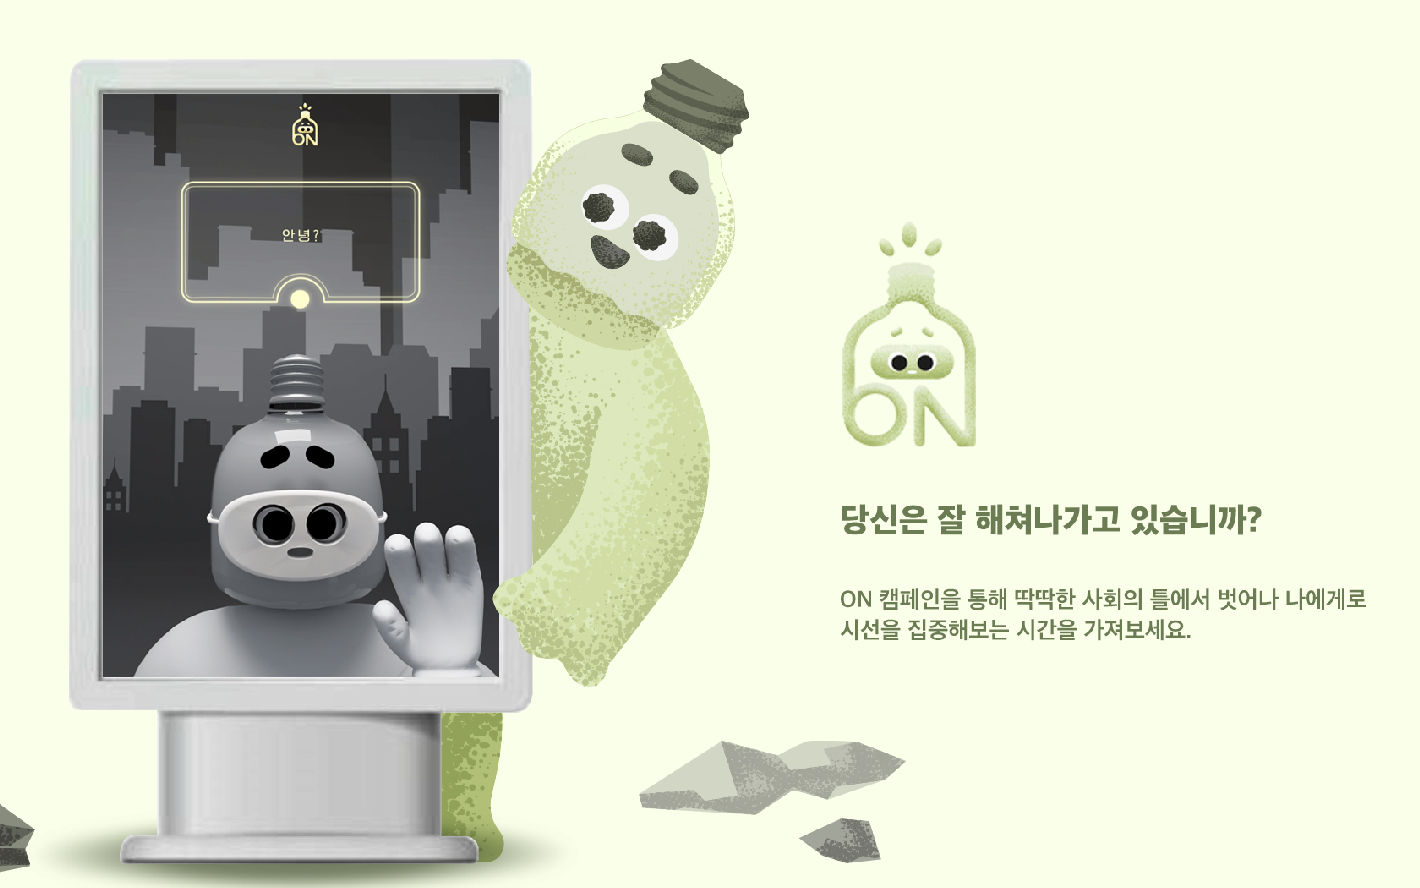 ON
안녕?
ON
당신은 잘 해쳐나가고 있습니까?
ON 캠페인을 통해 딱딱한 사회의 틀에서 벗어나 나에게로
시선을 집중해보는 시간을 가져보세요.